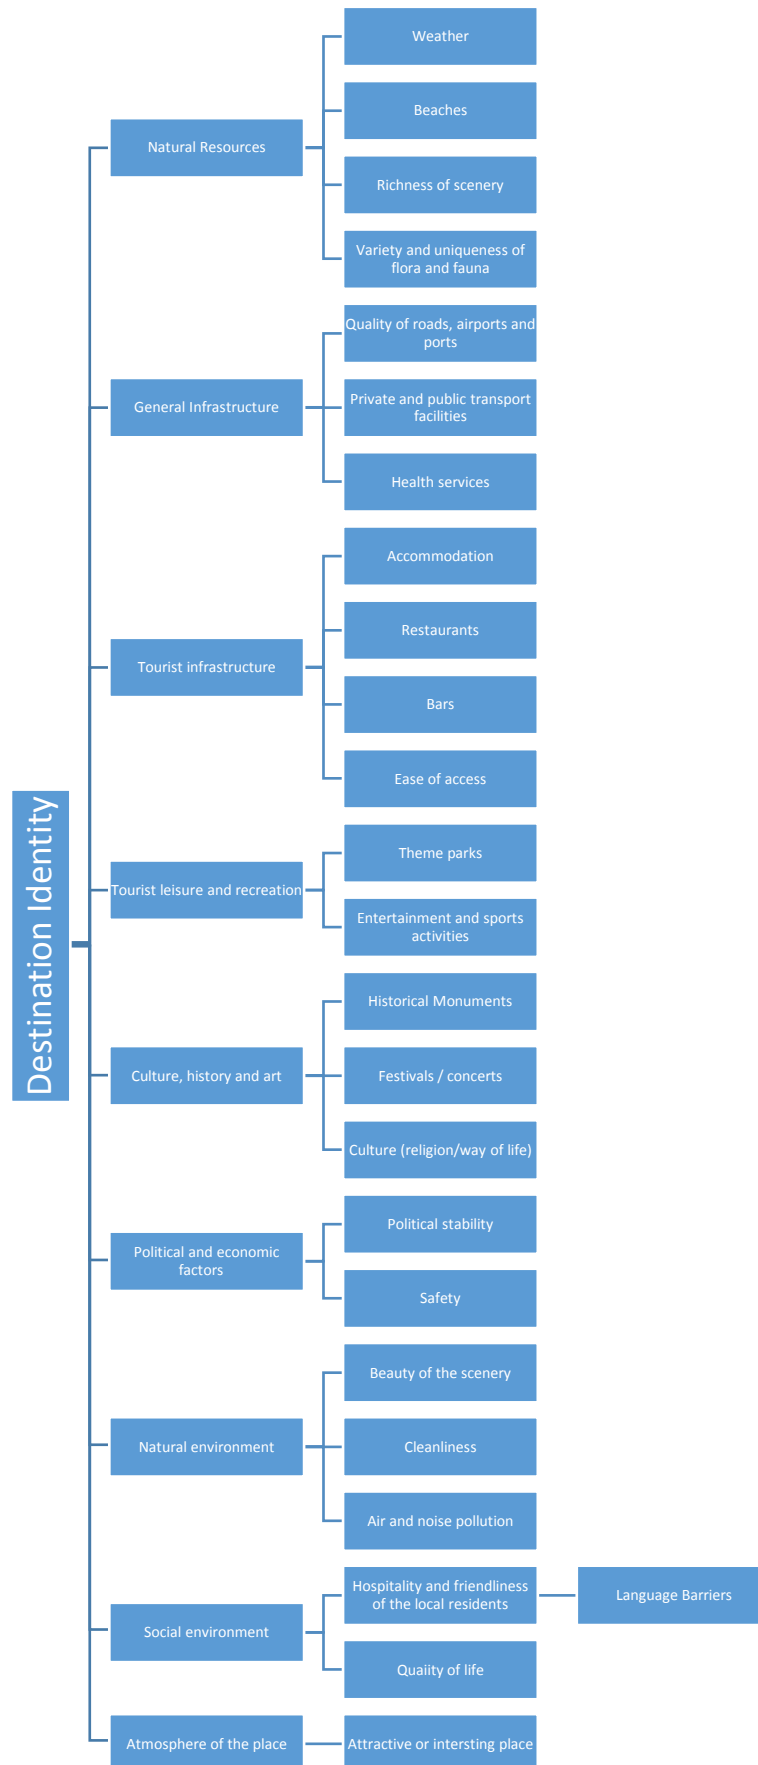 Destination Identity
Natural Resources
Weather
Beaches
Richness of scenery
Variety and uniqueness of
flora and fauna
General Infrastructure
Quality of roads, airports and
ports
Private and public transport
facilities
Health services
Tourist infrastructure
Accommodation
Restaurants
Bars
Ease of access
Tourist leisure and recreation
Theme parks
Entertainment and sports
activities
Culture, history and art
Historical Monuments
Festivals / concerts
Culture (religion/way of life)
Political and economic
factors
Political stability
Safety
Natural environment
Beauty of the scenery
Cleanliness
Air and noise pollution
Social environment
Hospitality and friendliness
of the local residents
Language Barriers
Quaiity of life
Atmosphere of the place
Attractive or intersting place